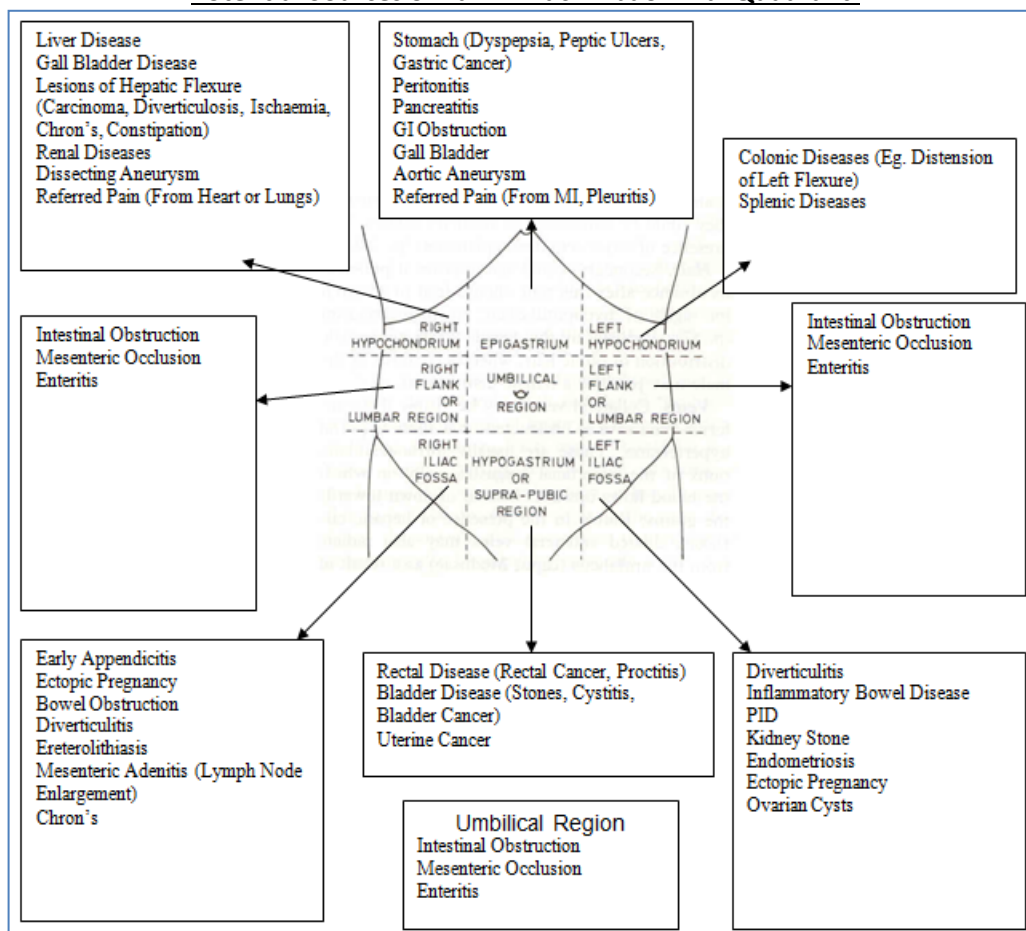 Liver Disease
Gall Bladder Disease
Lesions of Hepatic Flexure
(Carcinoma, Diverticulosis, Ischaemia,
Chron's, Constipation)
Renal Diseases
Dissecting Aneurysm
Referred Pain (From Heart or Lungs)
Stomach (Dyspepsia, Peptic Ulcers,
Gastric Cancer)
Peritonitis
Pancreatitis
GI Obstruction
Gall Bladder
Aortic Aneurysm
Referred Pain (From MI, Pleuritis)
Colonic Diseases (Eg. Distension
of Left Flexure)
Splenic Diseases
Intestinal Obstruction
Mesenteric Occlusion
Enteritis
RIGHT
HYPOCHONDRIUM
EPIGASTRIUM
LEFT
HYPOCHONDRIUM
RIGHT
FLANK
OR
LUMBAR REGION
UMBILICAL
REGION
LEFT
FLANK
OR
LUMBAR REGION
RIGHT
ILIAC
FOSSA
HYPOGASTRIUM
OR
SUPRA-PUBIC
REGION
LEFT
ILIAC
FOSSA
Intestinal Obstruction
Mesenteric Occlusion
Enteritis
Early Appendicitis
Ectopic Pregnancy
Bowel Obstruction
Diverticulitis
Ereterolithiasis
Mesenteric Adenitis (Lymph Node
Enlargement)
Chron's
Rectal Disease (Rectal Cancer, Proctitis)
Bladder Disease (Stones, Cystitis,
Bladder Cancer)
Uterine Cancer
Umbilical Region
Intestinal Obstruction
Mesenteric Occlusion
Enteritis
Diverticulitis
Inflammatory Bowel Disease
PID
Kidney Stone
Endometriosis
Ectopic Pregnancy
Ovarian Cysts